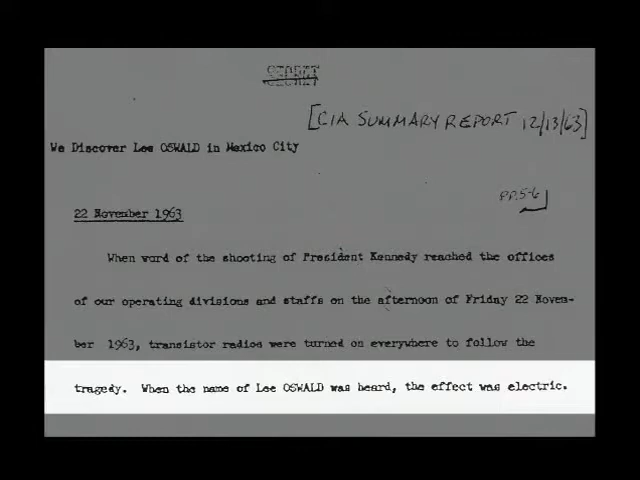 SECRET
[CIA SUMMARY REPORT 12/13/63]
We Discover Lee OSWALD in Mexico City
PP.5-6
22 November 1963
When word of the shooting of President Kennedy reached the offices
of our operating divisions and staffs on the afternoon of Friday 22 Novem-
ber 1963, transistor radios were turned on everywhere to follow the
tragedy. When the name of Lee OSWALD was heard, the effect was electric.